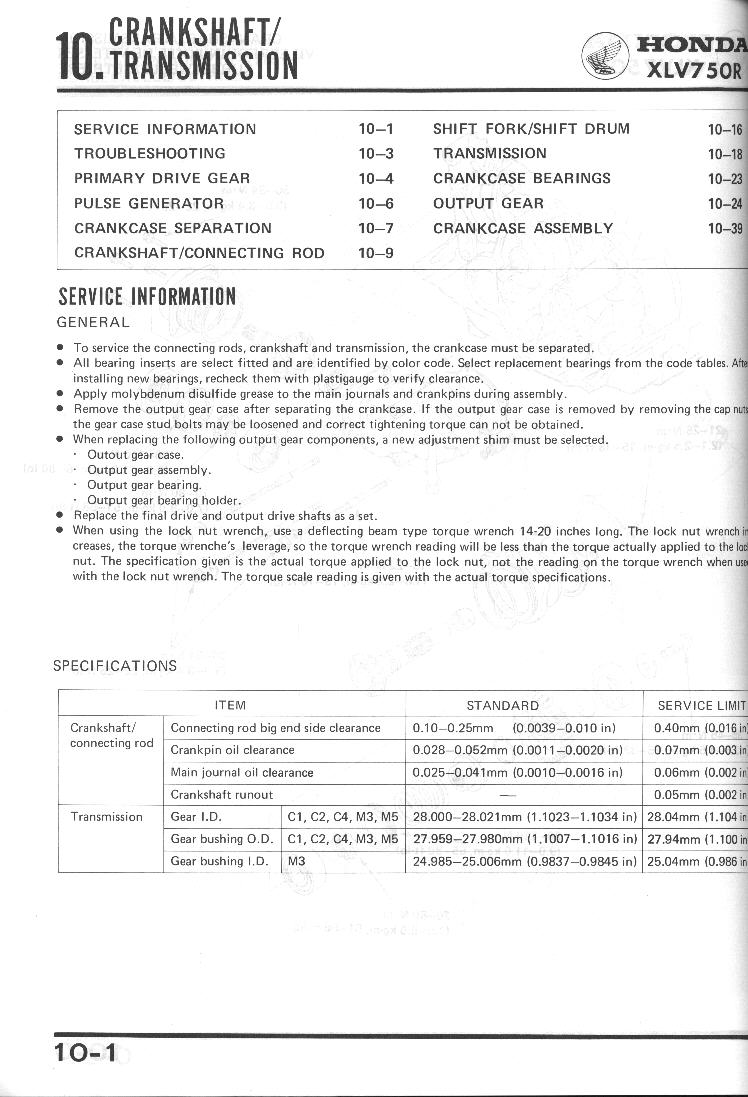 10. CRANKSHAFT/
TRANSMISSION
HONDA
XLV750R
SERVICE INFORMATION 10–1
TROUBLESHOOTING 10–3
PRIMARY DRIVE GEAR 10–4
PULSE GENERATOR 10–6
CRANKCASE SEPARATION 10–7
CRANKSHAFT/CONNECTING ROD 10–9
SHIFT FORK/SHIFT DRUM 10–16
TRANSMISSION 10–18
CRANKCASE BEARINGS 10–23
OUTPUT GEAR 10–24
CRANKCASE ASSEMBLY 10–39
SERVICE INFORMATION
GENERAL
● To service the connecting rods, crankshaft and transmission, the crankcase must be separated.
● All bearing inserts are select fitted and are identified by color code. Select replacement bearings from the code tables. Afte
installing new bearings, recheck them with plastigauge to verify clearance.
● Apply molybdenum disulfide grease to the main journals and crankpins during assembly.
● Remove the output gear case after separating the crankcase. If the output gear case is removed by removing the cap nuts
the gear case stud bolts may be loosened and correct tightening torque can not be obtained.
● When replacing the following output gear components, a new adjustment shim must be selected.
· Outout gear case.
· Output gear assembly.
· Output gear bearing.
· Output gear bearing holder.
● Replace the final drive and output drive shafts as a set.
● When using the lock nut wrench, use a deflecting beam type torque wrench 14-20 inches long. The lock nut wrench in
creases, the torque wrenche's leverage, so the torque wrench reading will be less than the torque actually applied to the loc
nut. The specification given is the actual torque applied to the lock nut, not the reading on the torque wrench when use
with the lock nut wrench. The torque scale reading is given with the actual torque specifications.
SPECIFICATIONS
ITEM STANDARD SERVICE LIMIT
Crankshaft/
connecting rod
Connecting rod big end side clearance 0.10–0.25mm (0.0039–0.010 in) 0.40mm (0.016 in)
Crankpin oil clearance 0.028–0.052mm (0.0011–0.0020 in) 0.07mm (0.003 in
Main journal oil clearance 0.025–0.041mm (0.0010–0.0016 in) 0.06mm (0.002 in
Crankshaft runout — 0.05mm (0.002 in
Transmission Gear I.D. C1, C2, C4, M3, M5 28.000–28.021mm (1.1023–1.1034 in) 28.04mm (1.104 in
Gear bushing O.D. C1, C2, C4, M3, M5 27.959–27.980mm (1.1007–1.1016 in) 27.94mm (1.100 in
Gear bushing I.D. M3 24.985–25.006mm (0.9837–0.9845 in) 25.04mm (0.986 in
10-1